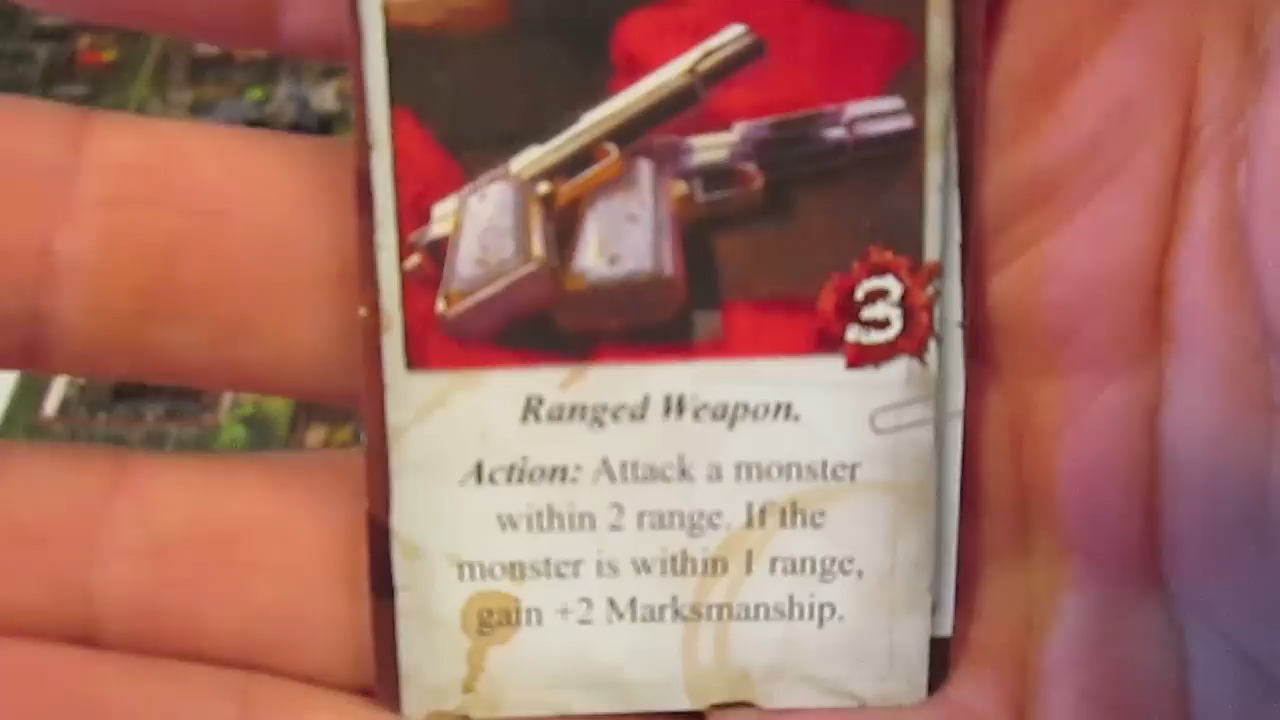 3
Ranged Weapon.
Action: Attack a monster
within 2 range. If the
monster is within 1 range,
gain +2 Marksmanship.